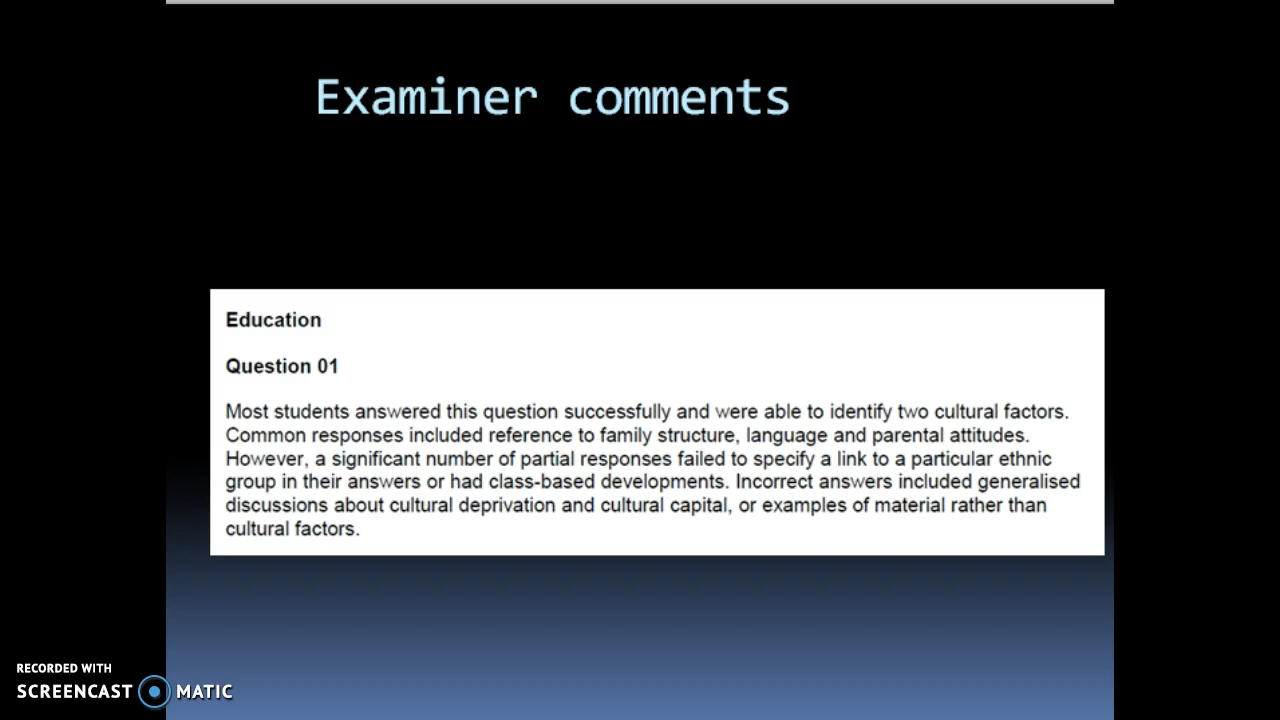 Examiner comments
Education
Question 01
Most students answered this question successfully and were able to identify two cultural factors.
Common responses included reference to family structure, language and parental attitudes.
However, a significant number of partial responses failed to specify a link to a particular ethnic
group in their answers or had class-based developments. Incorrect answers included generalised
discussions about cultural deprivation and cultural capital, or examples of material rather than
cultural factors.
RECORDED WITH
SCREENCAST MATIC